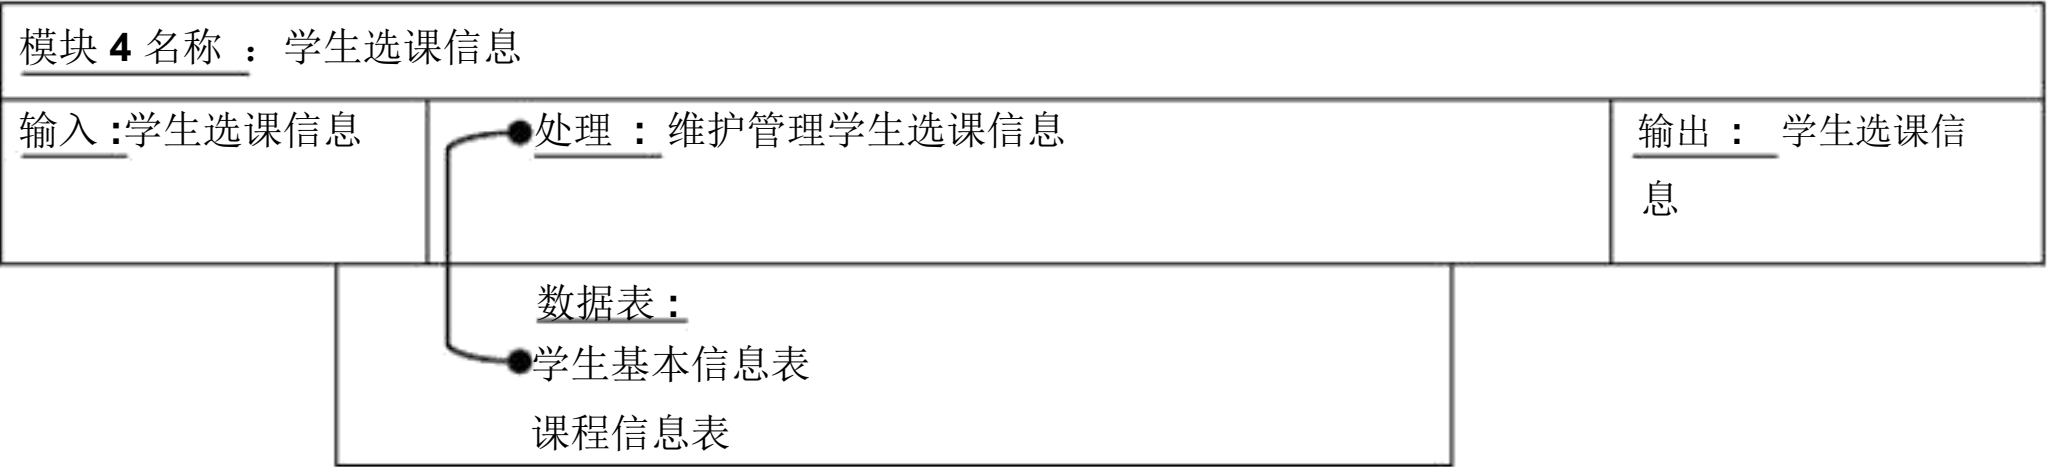 模块 4 名称 ：学生选课信息
输入 :学生选课信息
处理 : 维护管理学生选课信息
输出 : 学生选课信
息
数据表 :
学生基本信息表
课程信息表